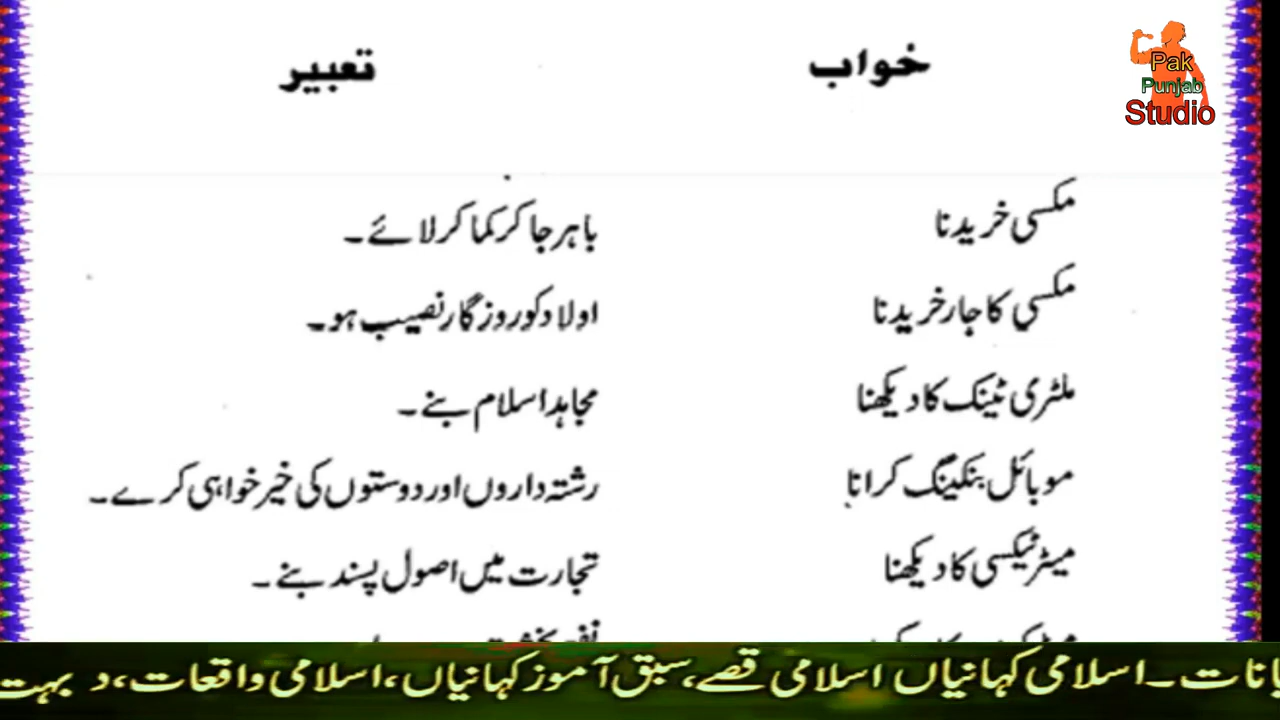 خواب تعبیر
Pak
Punjab
Studio
مکسی خریدنا باہر جا کر کما کر لائے۔
مکسی کا جار خریدنا اولاد کو روزگار نصیب ہو۔
ملٹری ٹینک کا دیکھنا مجاہد اسلام بنے۔
موبائل بنکینگ کرانا رشتہ داروں اور دوستوں کی خیر خواہی کرے۔
میٹر ٹیکسی کا دیکھنا تجارت میں اصول پسند بنے۔
اسلامی کہانیاں اسلامی قصے، سبق آموز کہانیاں، اسلامی واقعات، د بہت